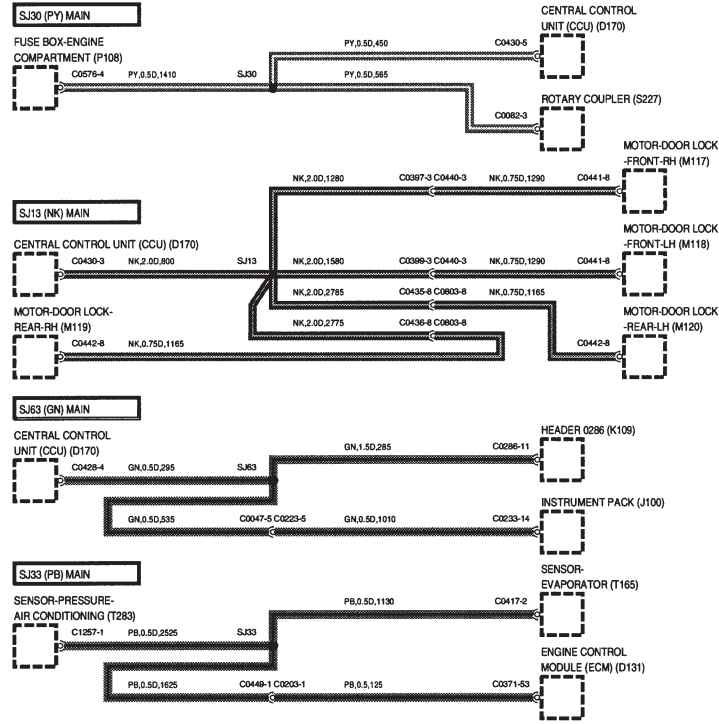 SJ30 (PY) MAIN
CENTRAL CONTROL
UNIT (CCU) (D170)
FUSE BOX-ENGINE
COMPARTMENT (P108)
PY,0.5D,450
C0430-5
C0576-4
PY,0.5D,1410
SJ30
PY,0.5D,565
ROTARY COUPLER (S227)
C0082-3
MOTOR-DOOR LOCK
-FRONT-RH (M117)
NK,2.0D,1280
C0397-3 C0440-3
NK,0.75D,1290
C0441-8
SJ13 (NK) MAIN
MOTOR-DOOR LOCK
-FRONT-LH (M118)
CENTRAL CONTROL UNIT (CCU) (D170)
C0430-3
NK,2.0D,800
SJ13
NK,2.0D,1580
C0399-3 C0440-3
NK,0.75D,1290
C0441-8
NK,2.0D,2785
C0435-8 C0803-8
NK,0.75D,1165
MOTOR-DOOR LOCK-
REAR-RH (M119)
MOTOR-DOOR LOCK
-REAR-LH (M120)
NK,2.0D,2775
C0436-8 C0803-8
C0442-8
NK,0.75D,1165
C0442-8
SJ63 (GN) MAIN
CENTRAL CONTROL
UNIT (CCU) (D170)
HEADER 0286 (K109)
GN,1.5D,285
C0286-11
C0428-4
GN,0.5D,295
SJ63
INSTRUMENT PACK (J100)
GN,0.5D,535
C0047-5 C0223-5
GN,0.5D,1010
C0233-14
SJ33 (PB) MAIN
SENSOR-
EVAPORATOR (T165)
SENSOR-PRESSURE-
AIR CONDITIONING (T283)
PB,0.5D,1130
C0417-2
C1257-1
PB,0.5D,2525
SJ33
ENGINE CONTROL
MODULE (ECM) (D131)
PB,0.5D,1625
C0449-1 C0203-1
PB,0.5,125
C0371-53